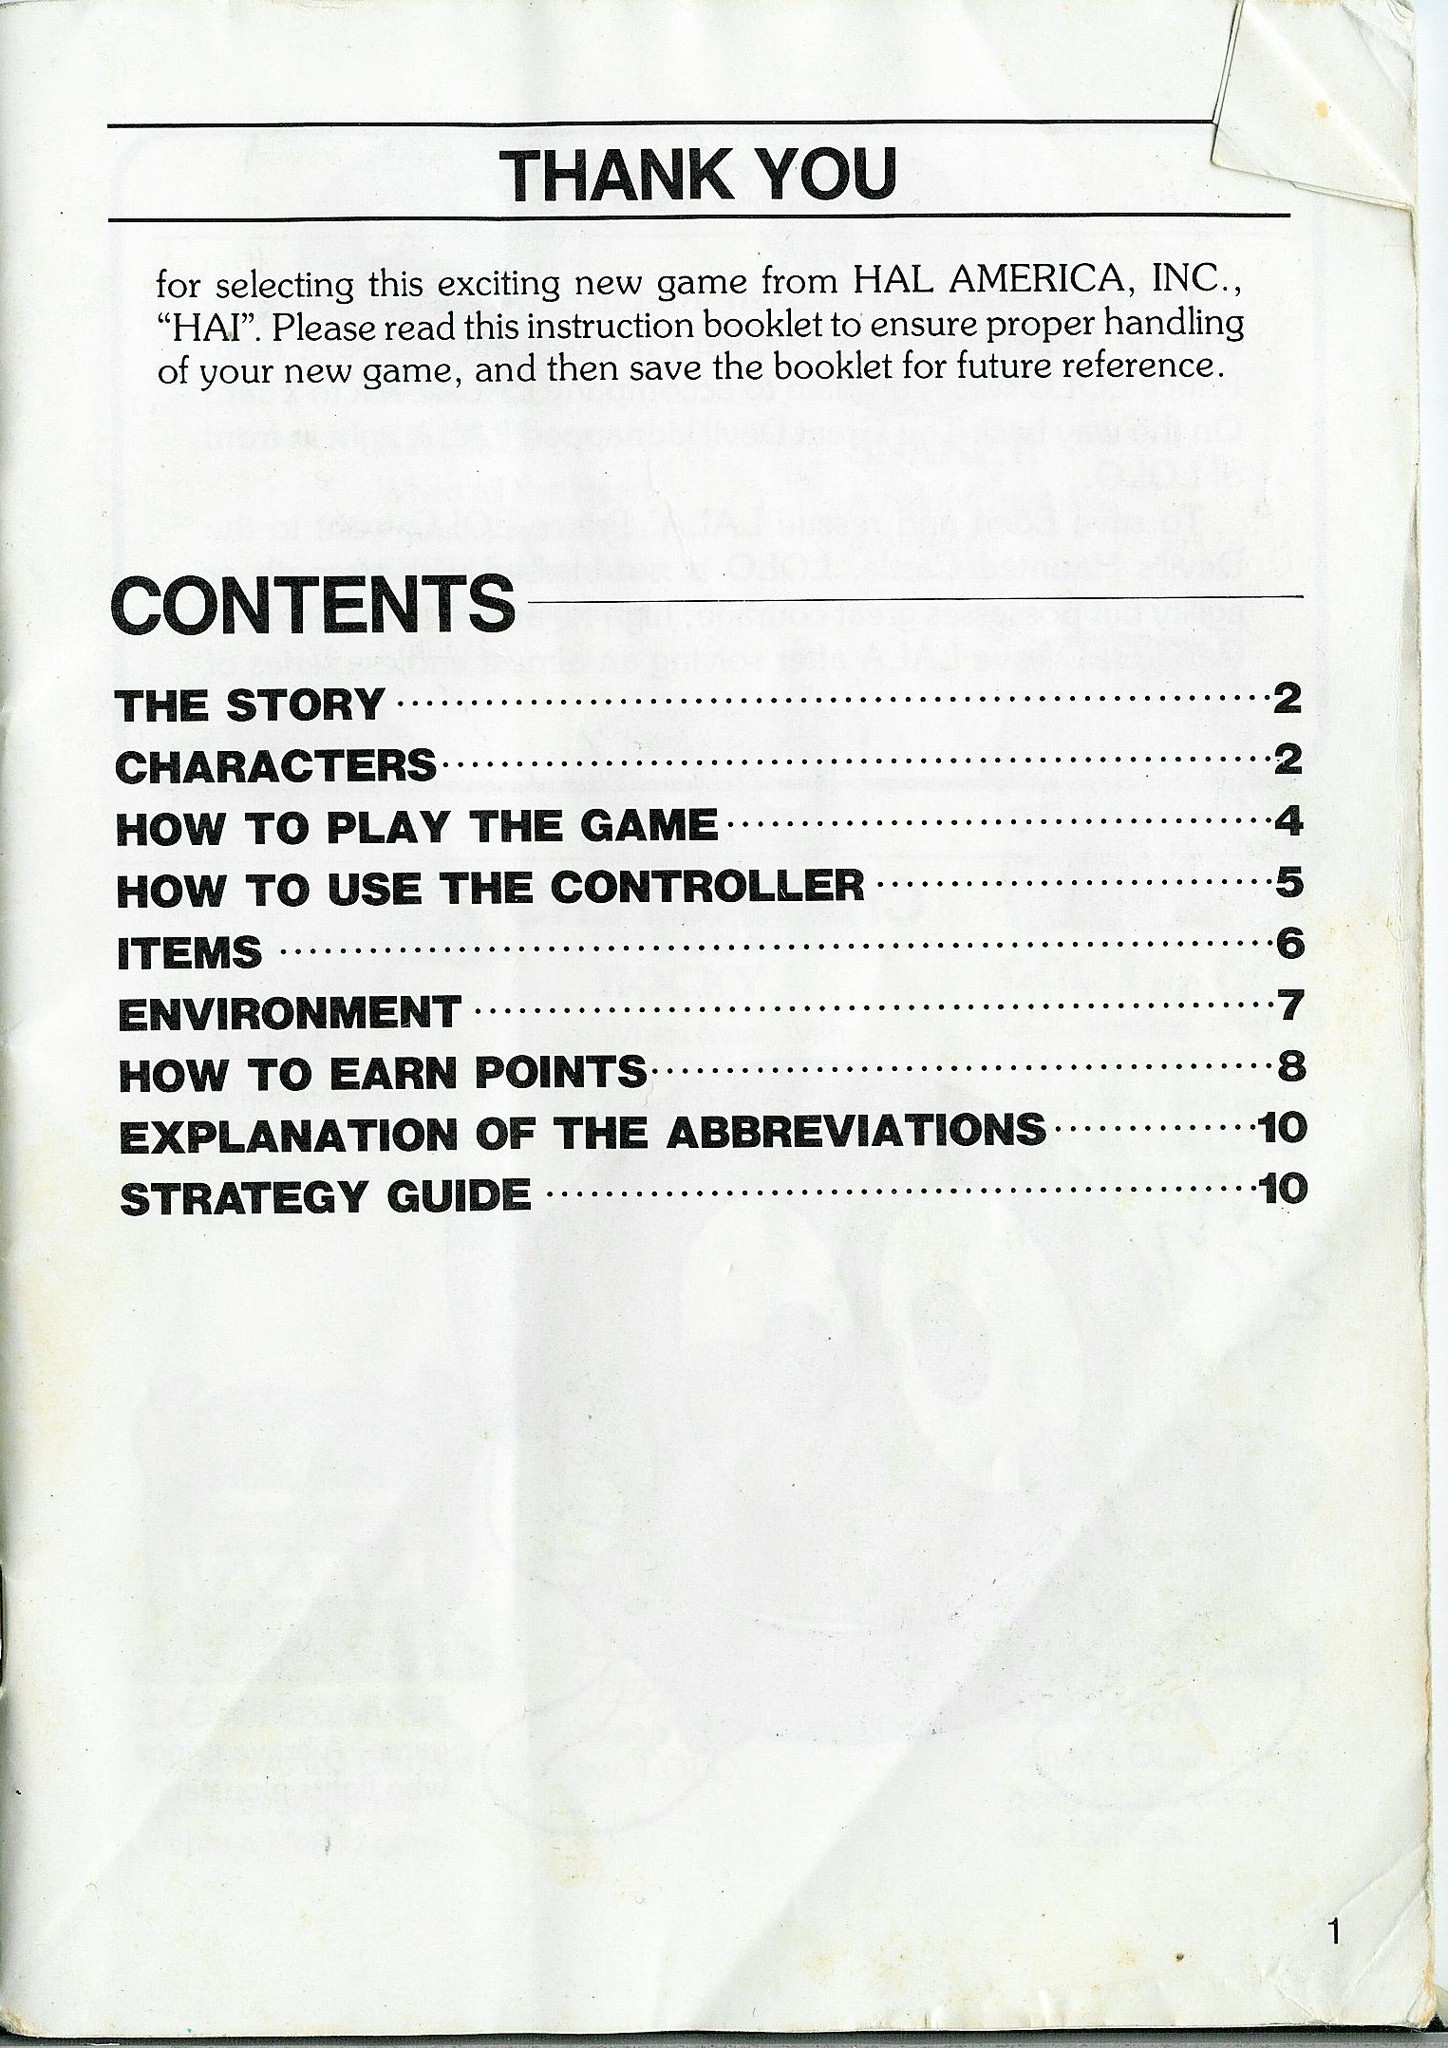 THANK YOU
for selecting this exciting new game from HAL AMERICA, INC.,
“HAI”. Please read this instruction booklet to ensure proper handling
of your new game, and then save the booklet for future reference.
CONTENTS
THE STORY 2
CHARACTERS 2
HOW TO PLAY THE GAME 4
HOW TO USE THE CONTROLLER 5
ITEMS 6
ENVIRONMENT 7
HOW TO EARN POINTS 8
EXPLANATION OF THE ABBREVIATIONS 10
STRATEGY GUIDE 10
1